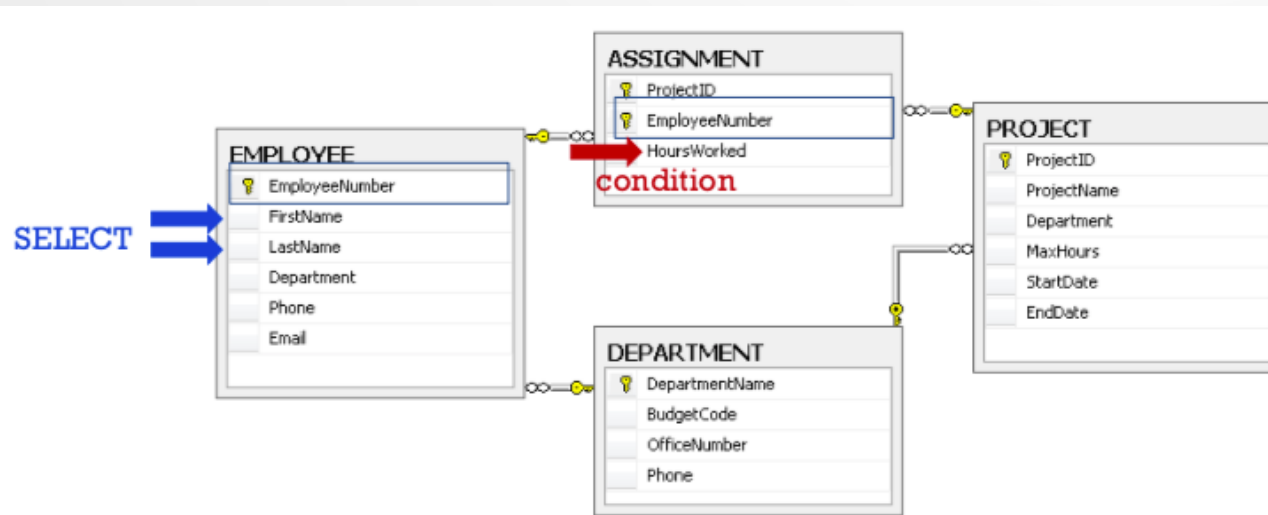 ASSIGNMENT
ProjectID
EmployeeNumber
HoursWorked
condition
PROJECT
ProjectID
ProjectName
Department
MaxHours
StartDate
EndDate
EMPLOYEE
EmployeeNumber
FirstName
LastName
Department
Phone
Email
SELECT
DEPARTMENT
DepartmentName
BudgetCode
OfficeNumber
Phone